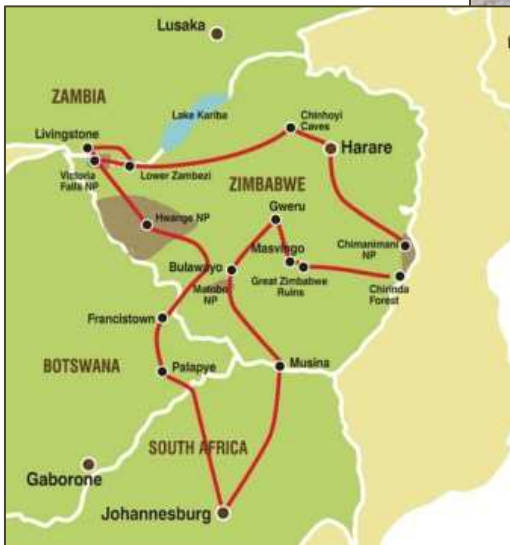 Lusaka
ZAMBIA
Lake Kariba
Chinhoyi
Caves
Livingstone
Harare
Victoria
Falls NP
Lower Zambezi
ZIMBABWE
Gweru
Hwange NP
Masvingo
Chimanimani
NP
Bulawayo
Great Zimbabwe
Ruins
Matobo
NP
Chirinda
Forest
Francistown
BOTSWANA
Palapye
Musina
SOUTH AFRICA
Gaborone
Johannesburg